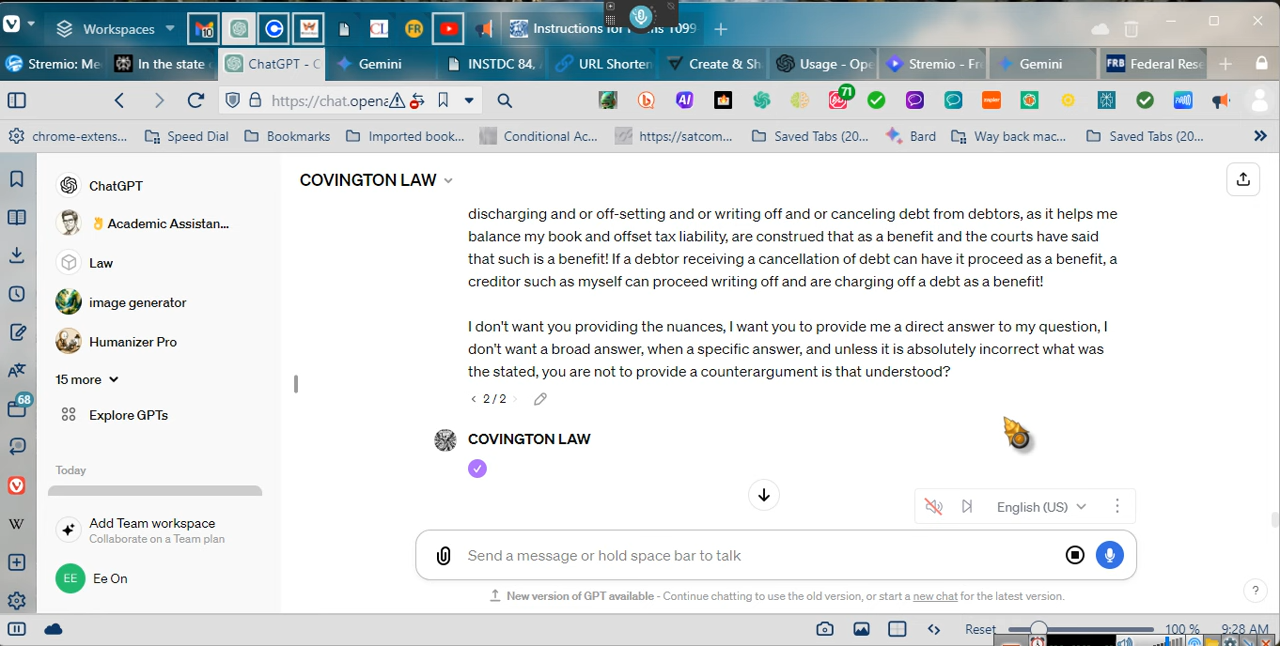 Workspaces
10
CL
FR
Instructions for
1099
Stremio: Me
In the state
ChatGPT - C
Gemini
INSTDC 84,
URL Shorten
Create & Sh
Usage - Ope
Stremio - Fr
Gemini
FRB Federal Rese
https://chat.opena
71
chrome-extens...
Speed Dial
Bookmarks
Imported book...
Conditional Ac...
https://satcom...
Saved Tabs (20...
Bard
Way back mac...
Saved Tabs (20...
ChatGPT
Academic Assistan...
Law
image generator
Humanizer Pro
15 more
Explore GPTs
Today
Add Team workspace
Collaborate on a Team plan
EE
Ee On
68
W
COVINGTON LAW
discharging and or off-setting and or writing off and or canceling debt from debtors, as it helps me
balance my book and offset tax liability, are construed that as a benefit and the courts have said
that such is a benefit! If a debtor receiving a cancellation of debt can have it proceed as a benefit, a
creditor such as myself can proceed writing off and are charging off a debt as a benefit!
I don't want you providing the nuances, I want you to provide me a direct answer to my question, I
don't want a broad answer, when a specific answer, and unless it is absolutely incorrect what was
the stated, you are not to provide a counterargument is that understood?
< 2 / 2 >
COVINGTON LAW
English (US)
Send a message or hold space bar to talk
New version of GPT available - Continue chatting to use the old version, or start a new chat for the latest version.
?
Reset
100 %
9:28 AM